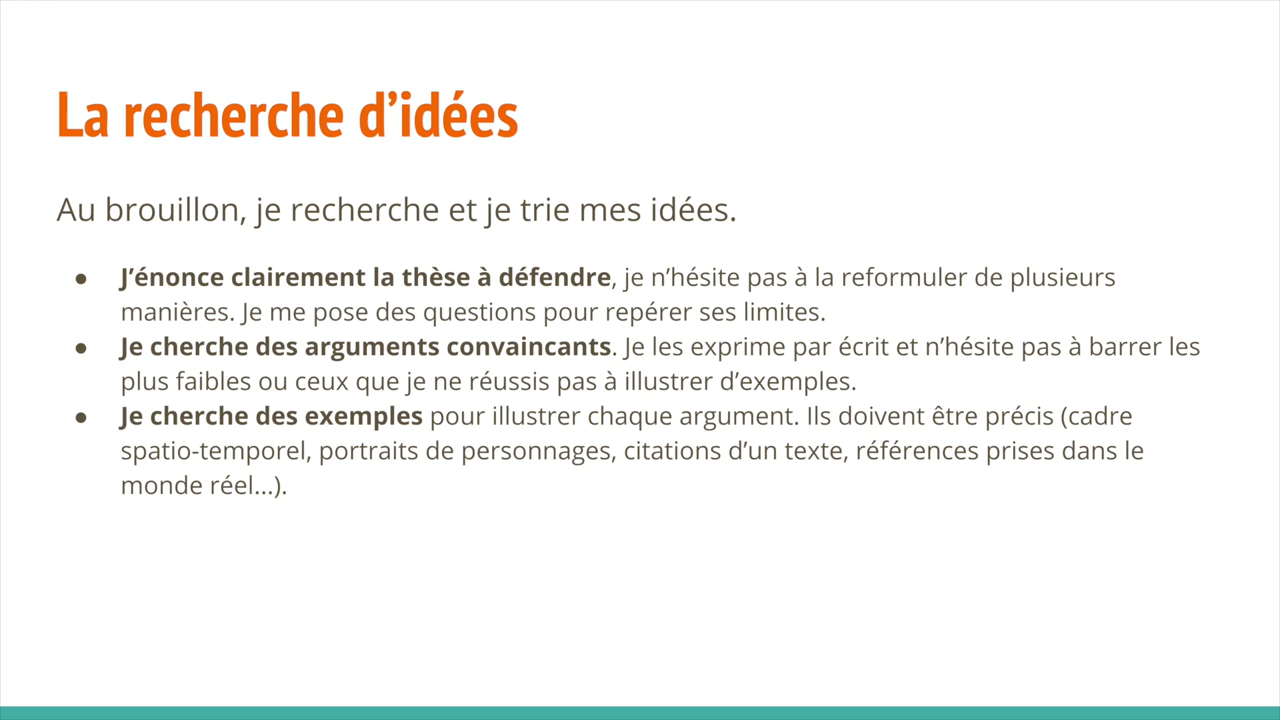 La recherche d’idées
Au brouillon, je recherche et je trie mes idées.
● J’énonce clairement la thèse à défendre, je n’hésite pas à la reformuler de plusieurs
manières. Je me pose des questions pour repérer ses limites.
● Je cherche des arguments convaincants. Je les exprime par écrit et n’hésite pas à barrer les
plus faibles ou ceux que je ne réussis pas à illustrer d’exemples.
● Je cherche des exemples pour illustrer chaque argument. Ils doivent être précis (cadre
spatio-temporel, portraits de personnages, citations d’un texte, références prises dans le
monde réel...).